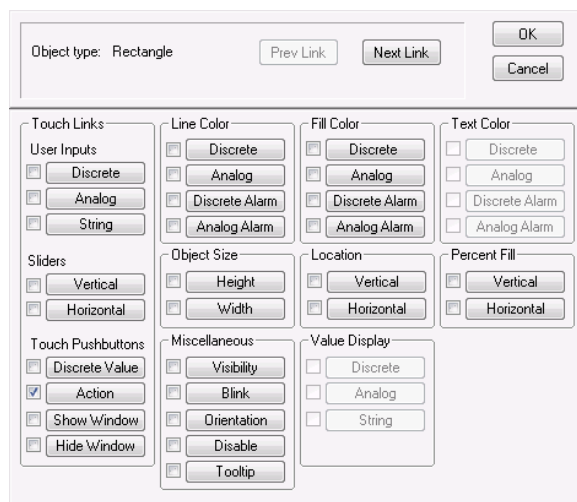 Object type: Rectangle
Prev Link
Next Link
OK
Cancel
Touch Links
User Inputs
Discrete
Analog
String
Sliders
Vertical
Horizontal
Touch Pushbuttons
Discrete Value
Action
Show Window
Hide Window
Line Color
Discrete
Analog
Discrete Alarm
Analog Alarm
Fill Color
Discrete
Analog
Discrete Alarm
Analog Alarm
Text Color
Discrete
Analog
Discrete Alarm
Analog Alarm
Object Size
Height
Width
Location
Vertical
Horizontal
Percent Fill
Vertical
Horizontal
Miscellaneous
Visibility
Blink
Orientation
Disable
Tooltip
Value Display
Discrete
Analog
String